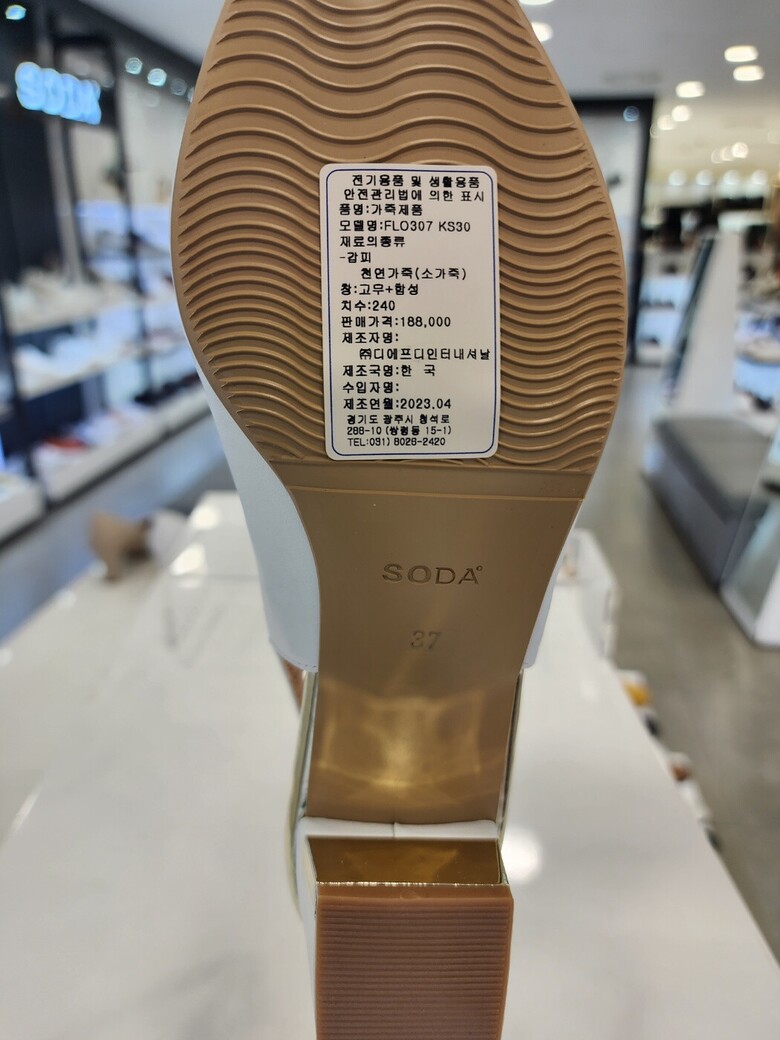 SODA
전기용품 및 생활용품
안전관리법에 의한 표시
품명:가죽제품
모델명:FLO307 KS30
재료의종류
-갑피
천연가죽(소가죽)
창:고무+합성
치수:240
판매가격:188,000
제조자명:
㈜디에프디인터내셔날
제조국명:한 국
수입자명:
제조연월:2023.04
경기도 광주시 청석로
288-10 (쌍령동 15-1)
TEL:031) 8026-2420
SODA
37